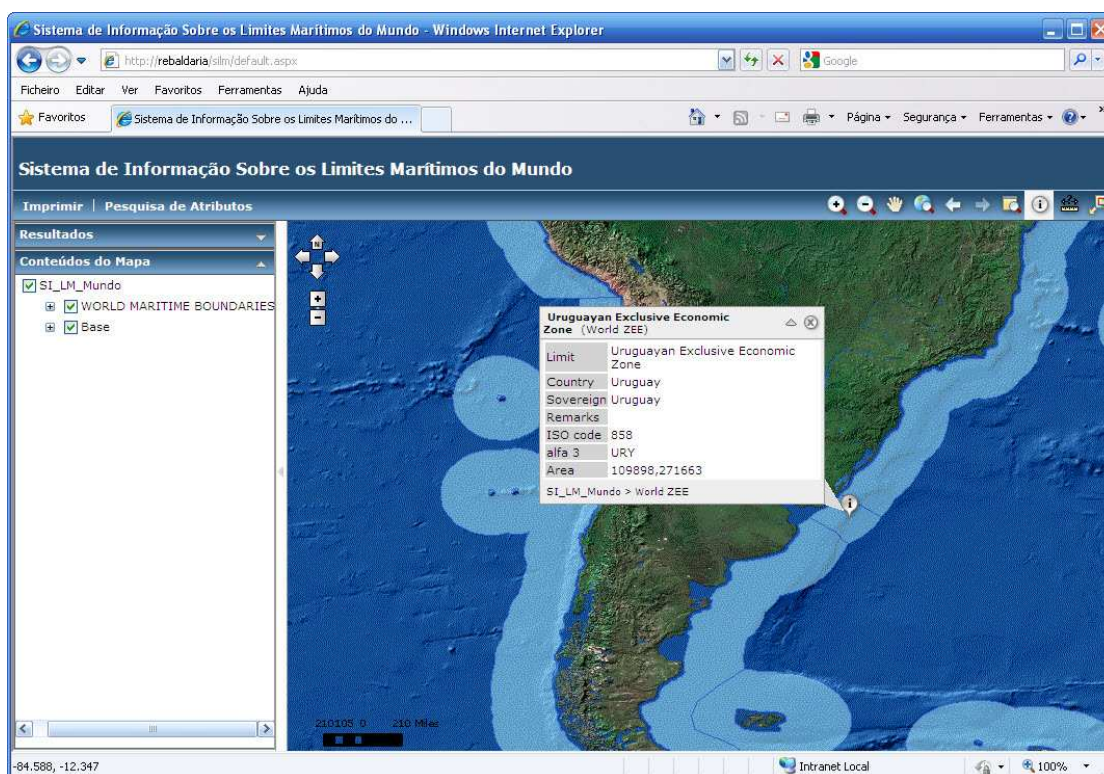 Sistema de Informação Sobre os Limites Marítimos do Mundo - Windows Internet Explorer
http://rebaldaria/silm/default.aspx
Google
Ficheiro Editar Ver Favoritos Ferramentas Ajuda
Favoritos
Sistema de Informação Sobre os Limites Marítimos do ...
Página Segurança Ferramentas
Sistema de Informação Sobre os Limites Marítimos do Mundo
Imprimir | Pesquisa de Atributos
Resultados
Conteúdos do Mapa
SI_LM_Mundo
WORLD MARITIME BOUNDARIES
Base
N
Uruguayan Exclusive Economic
Zone (World ZEE)
Limit Uruguayan Exclusive Economic
Zone
Country Uruguay
Sovereign Uruguay
Remarks
ISO code 858
alfa 3 URY
Area 109898,271663
SI_LM_Mundo > World ZEE
210105 0 210 Miles
-84.588, -12.347
Intranet Local
100%